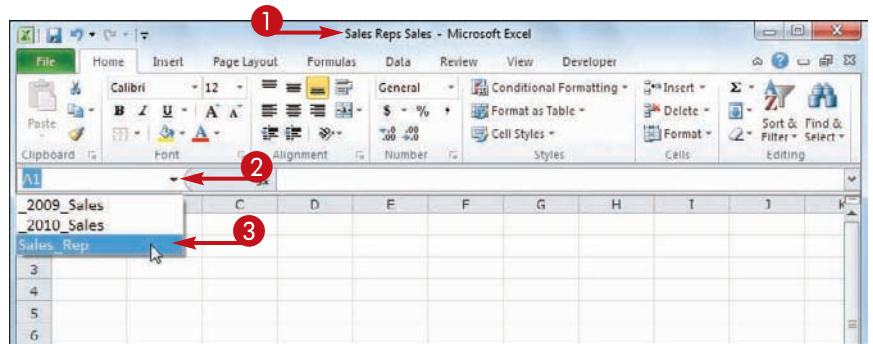 1
Sales Reps Sales - Microsoft Excel
File Home Insert Page Layout Formulas Data Review View Developer
Calibri 12 General Conditional Formatting Insert Σ
Paste B I U A A $ % , Format as Table Delete Sort & Filter Find & Select
A .00 .0 Cell Styles Format
Clipboard Font Alignment Number Styles Cells Editing
2
A1
_2009_Sales C D E F G H I J K
_2010_Sales
3
Sales_Rep
3
4
5
6